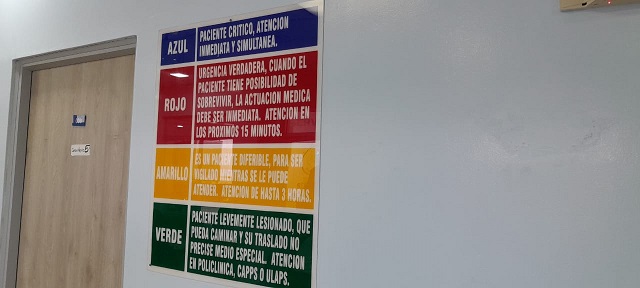 AZUL
PACIENTE CRITICO, ATENCION
INMEDIATA Y SIMULTANEA.
ROJO
URGENCIA VERDADERA, CUANDO EL
PACIENTE TIENE POSIBILIDAD DE
SOBREVIVIR, LA ACTUACION MEDICA
DEBE SER INMEDIATA. ATENCION EN
LOS PROXIMOS 15 MINUTOS.
AMARILLO
ES UN PACIENTE DIFERIBLE, PARA SER
VIGILADO MIENTRAS SE LE PUEDE
ATENDER. ATENCION DE HASTA 3 HORAS.
VERDE
PACIENTE LEVEMENTE LESIONADO, QUE
PUEDA CAMINAR Y SU TRASLADO NO
PRECISE MEDIO ESPECIAL. ATENCION
EN POLICLINICA, CAPPS O ULAPS.
5